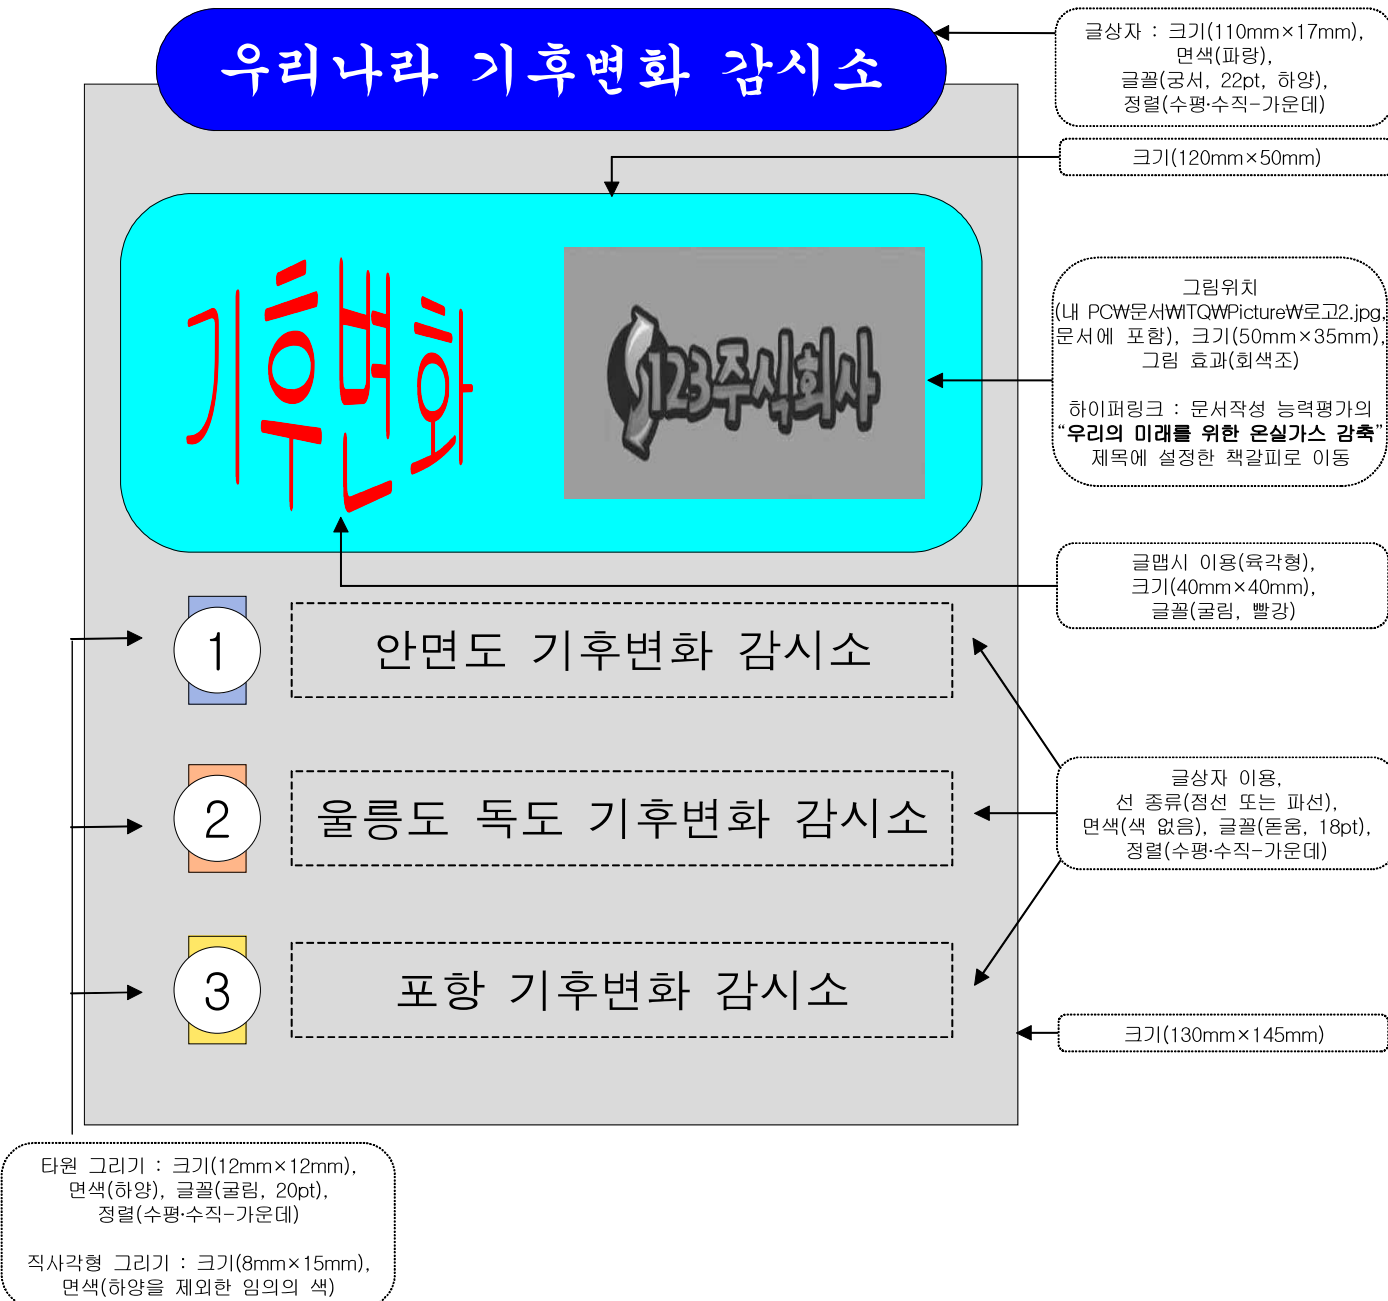 우리나라 기후변화 감시소
글상자 : 크기(110mm×17mm),
면색(파랑),
글꼴(궁서, 22pt, 하양),
정렬(수평·수직-가운데)
크기(120mm×50mm)
기후변화
123주식회사
그림위치
(내 PC₩문서₩ITQ₩Picture₩로고2.jpg,
문서에 포함), 크기(50mm×35mm),
그림 효과(회색조)
하이퍼링크 : 문서작성 능력평가의
“우리의 미래를 위한 온실가스 감축”
제목에 설정한 책갈피로 이동
글맵시 이용(육각형),
크기(40mm×40mm),
글꼴(굴림, 빨강)
1
안면도 기후변화 감시소
2
울릉도 독도 기후변화 감시소
글상자 이용,
선 종류(점선 또는 파선),
면색(색 없음), 글꼴(돋움, 18pt),
정렬(수평·수직-가운데)
3
포항 기후변화 감시소
크기(130mm×145mm)
타원 그리기 : 크기(12mm×12mm),
면색(하양), 글꼴(굴림, 20pt),
정렬(수평·수직-가운데)
직사각형 그리기 : 크기(8mm×15mm),
면색(하양을 제외한 임의의 색)